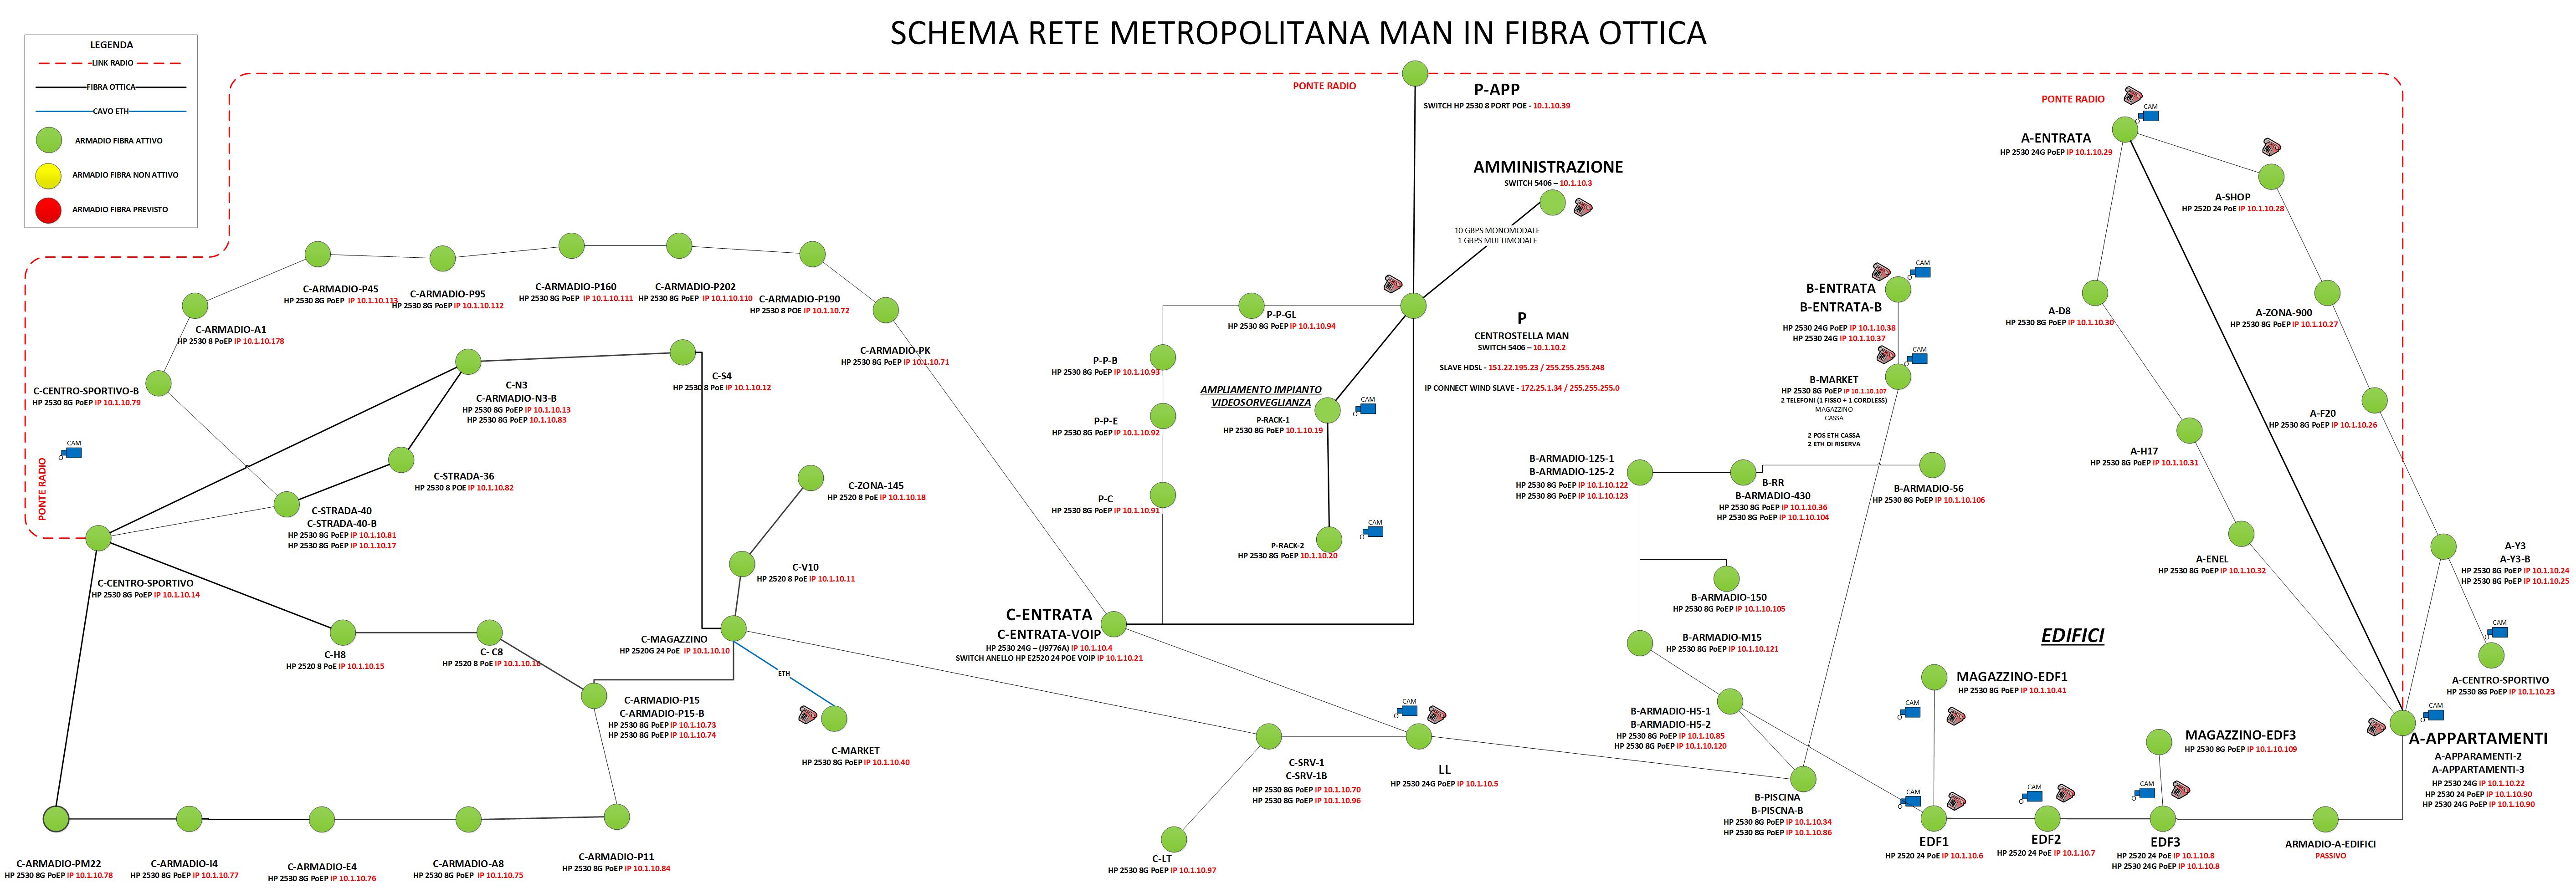 SCHEMA RETE METROPOLITANA MAN IN FIBRA OTTICA
LEGENDA
LINK RADIO
FIBRA OTTICA
CAVO ETH
ARMADIO FIBRA ATTIVO
ARMADIO FIBRA NON ATTIVO
ARMADIO FIBRA PREVISTO
PONTE RADIO
P-APP
SWITCH HP 2530 8 PORT POE - 10.1.10.39
AMMINISTRAZIONE
SWITCH 5406 – 10.1.10.3
10 GBPS MONOMODALE
1 GBPS MULTIMODALE
P
CENTROSTELLA MAN
SWITCH 5406 – 10.1.10.2
SLAVE HDSL - 151.22.195.23 / 255.255.255.248
IP CONNECT WIND SLAVE - 172.25.1.34 / 255.255.255.0
PONTE RADIO
CAM
A-ENTRATA
HP 2530 24G PoEP IP 10.1.10.29
A-SHOP
HP 2520 24 PoE IP 10.1.10.28
A-D8
HP 2530 8G PoEP IP 10.1.10.30
A-ZONA-900
HP 2530 8G PoEP IP 10.1.10.27
A-F20
HP 2530 8G PoEP IP 10.1.10.26
A-H17
HP 2530 8G PoEP IP 10.1.10.31
A-ENEL
HP 2530 8G PoEP IP 10.1.10.32
A-Y3
A-Y3-B
HP 2530 8G PoEP IP 10.1.10.24
HP 2530 8G PoEP IP 10.1.10.25
CAM
A-CENTRO-SPORTIVO
HP 2530 8G PoEP IP 10.1.10.23
CAM
A-APPARTAMENTI
A-APPARAMENTI-2
A-APPARTAMENTI-3
HP 2530 24G IP 10.1.10.22
HP 2530 24 PoEP IP 10.1.10.90
HP 2530 24G PoEP IP 10.1.10.90
C-ARMADIO-P45
HP 2530 8G PoEP IP 10.1.10.113
C-ARMADIO-P95
HP 2530 8G PoEP IP 10.1.10.112
C-ARMADIO-P160
HP 2530 8G PoEP IP 10.1.10.111
C-ARMADIO-P202
HP 2530 8G PoEP IP 10.1.10.110
C-ARMADIO-P190
HP 2530 8 POE IP 10.1.10.72
C-ARMADIO-PK
HP 2530 8G PoEP IP 10.1.10.71
C-ARMADIO-A1
HP 2530 8 PoEP IP 10.1.10.178
C-CENTRO-SPORTIVO-B
HP 2530 8G PoEP IP 10.1.10.79
CAM
PONTE RADIO
C-N3
C-ARMADIO-N3-B
HP 2530 8G PoEP IP 10.1.10.13
HP 2530 8G PoEP 10.1.10.83
C-S4
HP 2530 8 PoE IP 10.1.10.12
C-STRADA-36
HP 2530 8 POE IP 10.1.10.82
C-STRADA-40
C-STRADA-40-B
HP 2530 8G PoEP IP 10.1.10.81
HP 2530 8G PoEP IP 10.1.10.17
C-CENTRO-SPORTIVO
HP 2530 8G PoEP IP 10.1.10.14
C-ZONA-145
HP 2520 8 PoE IP 10.1.10.18
C-V10
HP 2520 8 PoE IP 10.1.10.11
C-MAGAZZINO
HP 2520G 24 PoE IP 10.1.10.10
C-H8
HP 2520 8 PoE IP 10.1.10.15
C- C8
HP 2520 8 PoE IP 10.1.10.16
C-ARMADIO-P15
C-ARMADIO-P15-B
HP 2530 8G PoEP IP 10.1.10.73
HP 2530 8G PoEP IP 10.1.10.74
ETH
C-MARKET
HP 2530 8G PoEP IP 10.1.10.40
C-ARMADIO-PM22
HP 2530 8G PoEP IP 10.1.10.78
C-ARMADIO-I4
HP 2530 8G PoEP IP 10.1.10.77
C-ARMADIO-E4
HP 2530 8G PoEP IP 10.1.10.76
C-ARMADIO-A8
HP 2530 8G PoEP IP 10.1.10.75
C-ARMADIO-P11
HP 2530 8G PoEP IP 10.1.10.84
P-P-GL
HP 2530 8G PoEP IP 10.1.10.94
P-P-B
HP 2530 8G PoEP IP 10.1.10.93
P-P-E
HP 2530 8G PoEP IP 10.1.10.92
P-C
HP 2530 8G PoEP IP 10.1.10.91
AMPLIAMENTO IMPIANTO
VIDEOSORVEGLIANZA
CAM
P-RACK-1
HP 2530 8G PoEP 10.1.10.19
CAM
P-RACK-2
HP 2530 8G PoEP 10.1.10.20
C-ENTRATA
C-ENTRATA-VOIP
HP 2530 24G – (J9776A) IP 10.1.10.4
SWITCH ANELLO HP E2520 24 POE VOIP IP 10.1.10.21
C-SRV-1
C-SRV-1B
HP 2530 8G PoEP IP 10.1.10.70
HP 2530 8G PoEP IP 10.1.10.96
CAM
LL
HP 2530 24G PoEP IP 10.1.10.5
C-LT
HP 2530 8G PoEP IP 10.1.10.97
CAM
B-ENTRATA
B-ENTRATA-B
HP 2530 24G PoEP IP 10.1.10.38
HP 2530 24G IP 10.1.10.37
CAM
B-MARKET
HP 2530 8G PoEP IP 10.1.10.107
2 TELEFONI (1 FISSO + 1 CORDLESS)
MAGAZZINO
CASSA
2 POS ETH CASSA
2 ETH DI RISERVA
B-ARMADIO-125-1
B-ARMADIO-125-2
HP 2530 8G PoEP IP 10.1.10.122
HP 2530 8G PoEP IP 10.1.10.123
B-RR
B-ARMADIO-430
HP 2530 8G PoEP IP 10.1.10.36
HP 2530 8G PoEP IP 10.1.10.104
B-ARMADIO-56
HP 2530 8G PoEP IP 10.1.10.106
B-ARMADIO-150
HP 2530 8G PoEP IP 10.1.10.105
B-ARMADIO-M15
HP 2530 8G PoEP IP 10.1.10.121
B-ARMADIO-H5-1
B-ARMADIO-H5-2
HP 2530 8G PoEP IP 10.1.10.85
HP 2530 8G PoEP IP 10.1.10.120
B-PISCINA
B-PISCNA-B
HP 2530 8G PoEP IP 10.1.10.34
HP 2530 8G PoEP IP 10.1.10.86
EDIFICI
MAGAZZINO-EDF1
HP 2530 8G PoEP IP 10.1.10.41
CAM
CAM
EDF1
HP 2520 24 PoE IP 10.1.10.6
CAM
EDF2
HP 2520 24 PoE IP 10.1.10.7
MAGAZZINO-EDF3
HP 2530 8G PoEP IP 10.1.10.109
CAM
EDF3
HP 2520 24 PoE IP 10.1.10.8
HP 2530 24G PoEP IP 10.1.10.8
ARMADIO-A-EDIFICI
PASSIVO